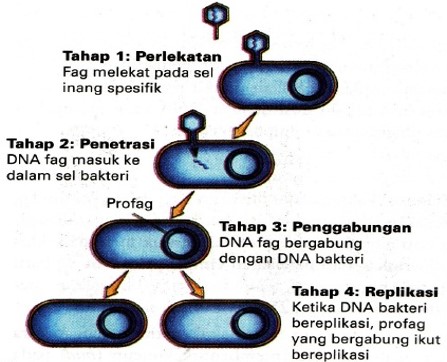 Tahap 1: Perlekatan
Fag melekat pada sel
inang spesifik
Tahap 2: Penetrasi
DNA fag masuk ke
dalam sel bakteri
Profag
Tahap 3: Penggabungan
DNA fag bergabung
dengan DNA bakteri
Tahap 4: Replikasi
Ketika DNA bakteri
bereplikasi, profag
yang bergabung ikut
bereplikasi